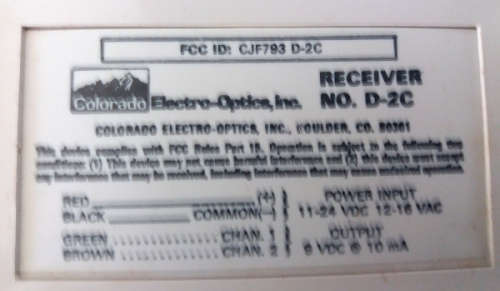 FCC ID: CJF793 D-2C
Colorado Electro-Optics, Inc.
RECEIVER
NO. D-2C
COLORADO ELECTRO-OPTICS, INC., BOULDER, CO. 80301
This device complies with FCC Rules Part 15. Operation is subject to the following two
conditions: (1) This device may not cause harmful interference and (2) this device must accept
any interference that may be received, including interference that may cause undesired operation.
RED (+) POWER INPUT
BLACK COMMON(-) 11-24 VDC 12-16 VAC
GREEN ............ CHAN. 1 OUTPUT
BROWN ............ CHAN. 2 6 VDC @ 10 mA